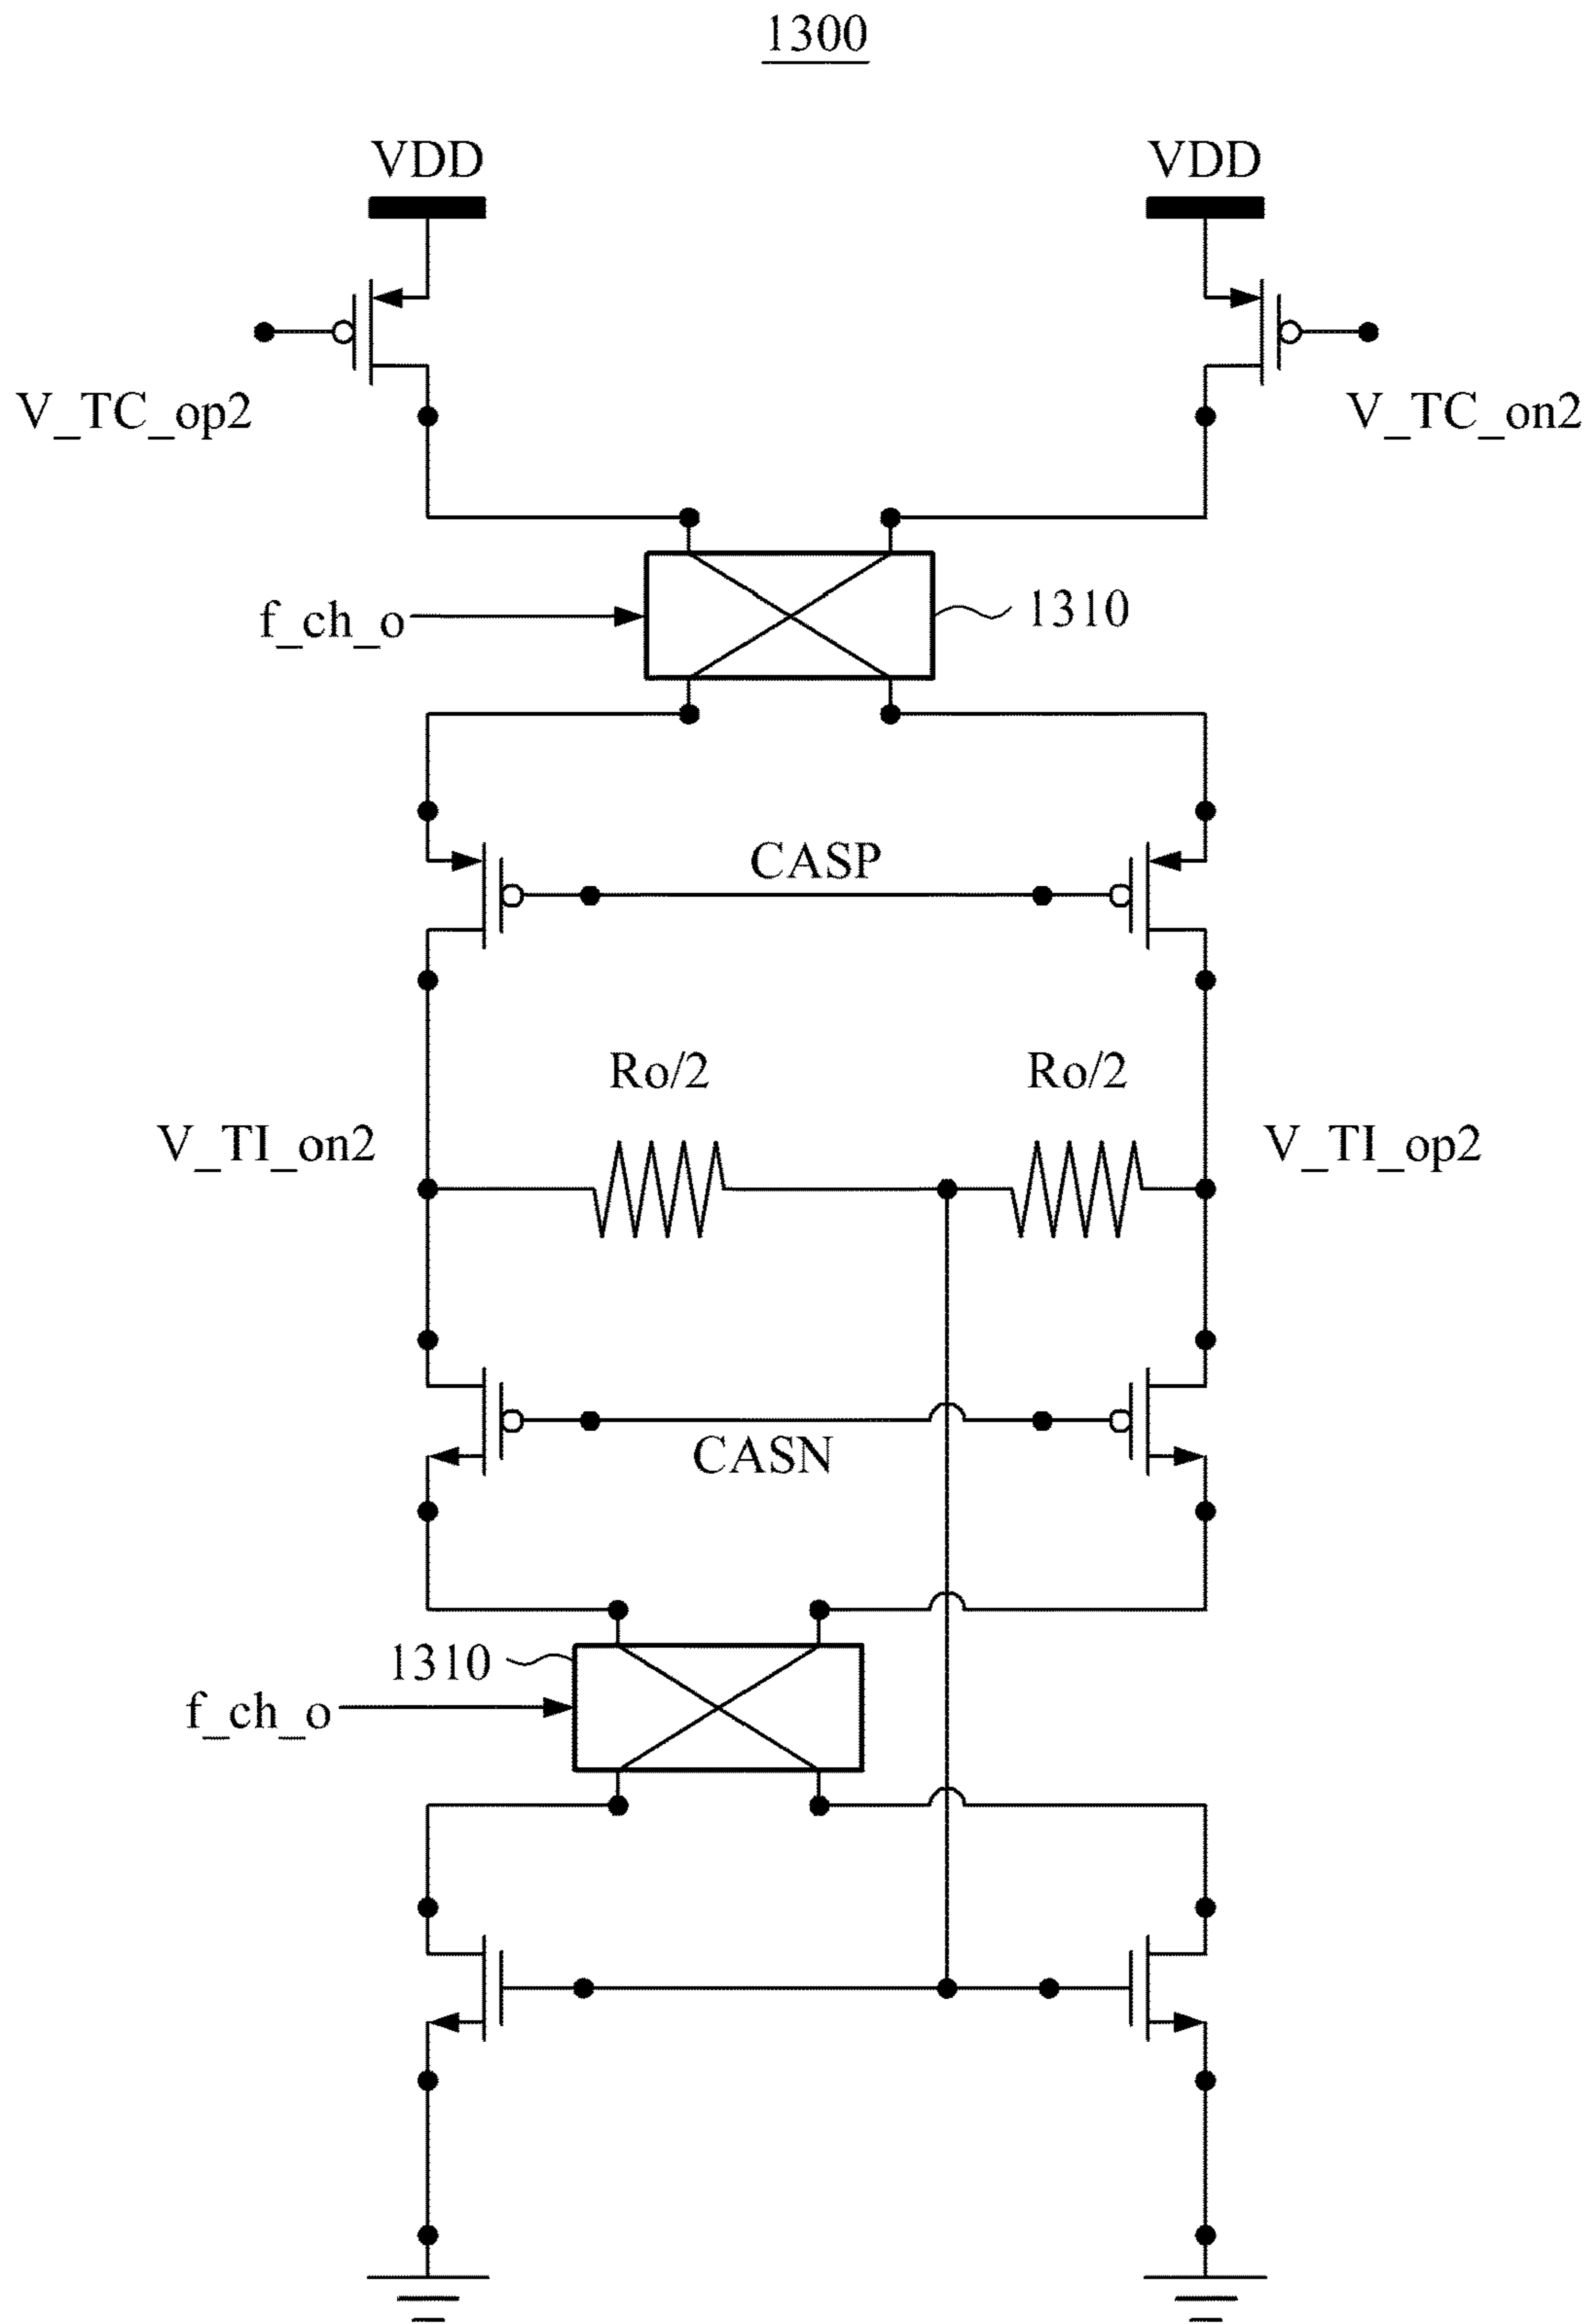 1300
VDD VDD
V_TC_op2 V_TC_on2
f_ch_o 1310
CASP
Ro/2 Ro/2
V_TI_on2 V_TI_op2
CASN
1310
f_ch_o